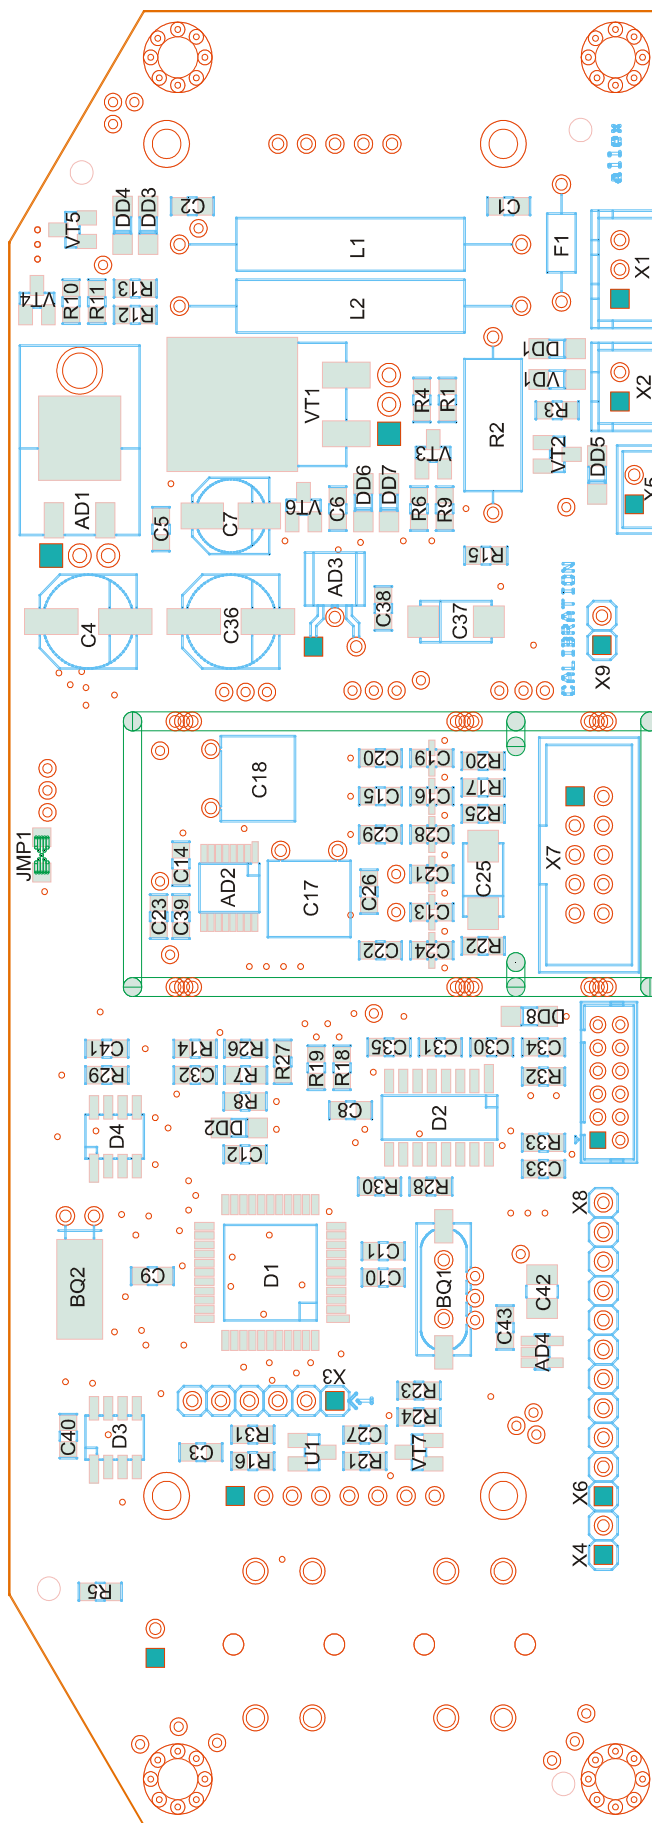 allex
VT5
DD4
DD3
C2
C1
F1
X1
L1
L2
VT4
R10
R11
R13
R12
AD1
VT1
R4
R1
R2
DD1
VD1
R3
X2
VT3
VT2
DD5
X5
C5
C7
VT6
C6
DD6
DD7
R6
R9
R15
AD3
C4
C36
C38
C37
CALIBRATION
X9
JMP1
C18
C20
C19
R20
C15
C16
R17
R25
C29
C28
X7
C14
AD2
C23
C39
C17
C26
C21
C25
C13
C22
C24
R22
DD8
C41
R14
R26
R27
R19
R18
C35
C31
C30
C34
R29
C32
R7
R32
R8
C8
D2
D4
DD2
C12
R33
C33
R30
R28
X8
BQ2
C9
D1
C11
C10
BQ1
C42
C43
AD4
X3
R23
R24
C40
D3
C3
R31
R16
U1
C27
R21
VT7
X6
X4
R5